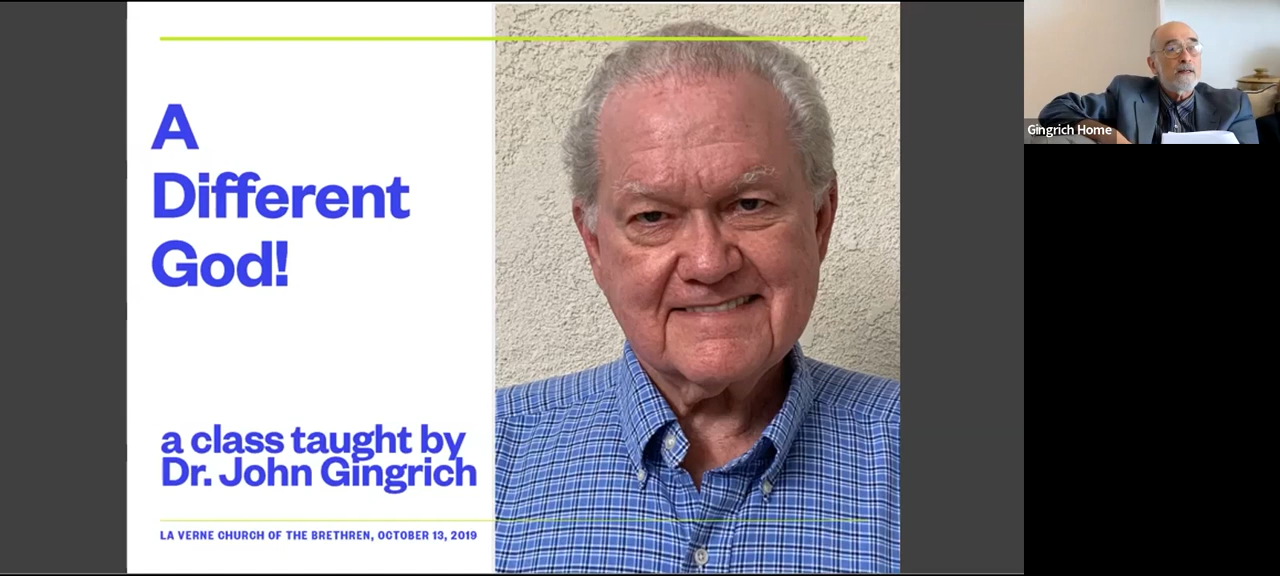 A
Different
God!
a class taught by
Dr. John Gingrich
LA VERNE CHURCH OF THE BRETHREN, OCTOBER 13, 2019
Gingrich Home